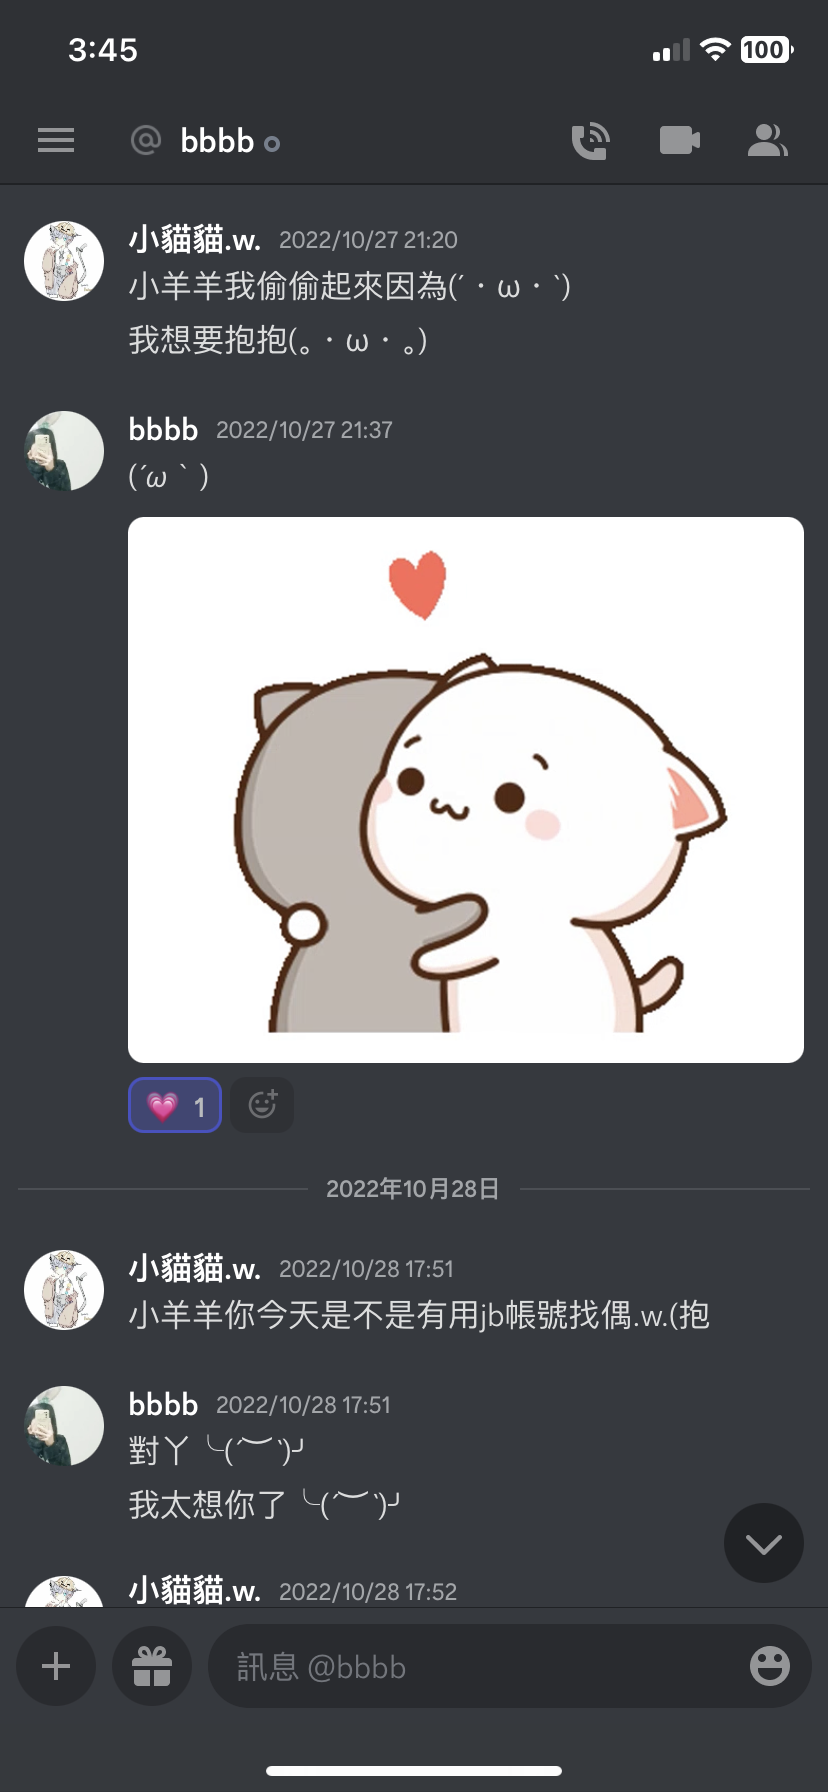 3:45
100
@ bbbb
小貓貓.w. 2022/10/27 21:20
小羊羊我偷偷起來因為(´・ω・`)
我想要抱抱(｡・ω・｡)
bbbb 2022/10/27 21:37
(´ω｀)
1
2022年10月28日
小貓貓.w. 2022/10/28 17:51
小羊羊你今天是不是有用jb帳號找偶.w.(抱
bbbb 2022/10/28 17:51
對丫╰(´︶`)╯
我太想你了╰(´︶`)╯
小貓貓.w. 2022/10/28 17:52
訊息 @bbbb